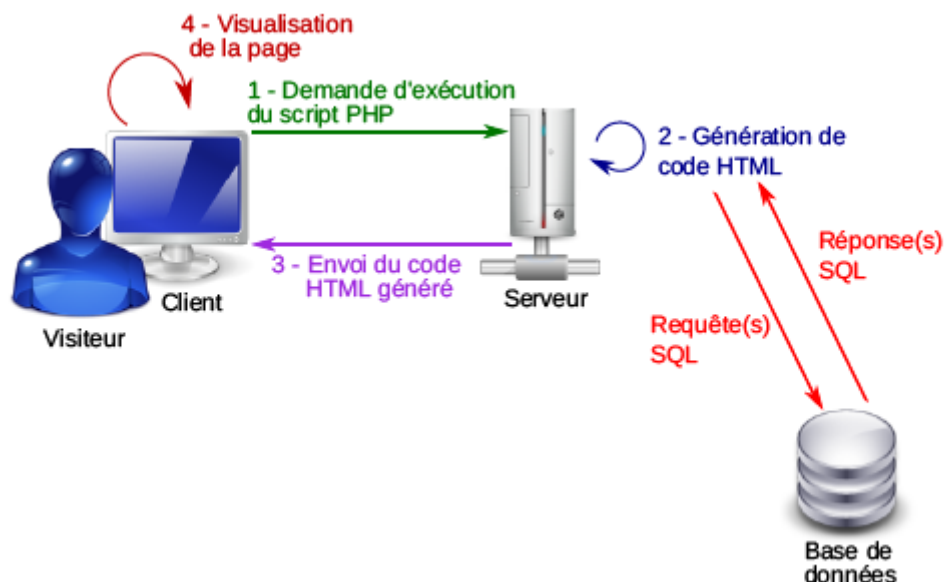 4 - Visualisation
de la page
1 - Demande d'exécution
du script PHP
2 - Génération de
code HTML
3 - Envoi du code
HTML généré
Client
Visiteur
Serveur
Réponse(s)
SQL
Requête(s)
SQL
Base de
données